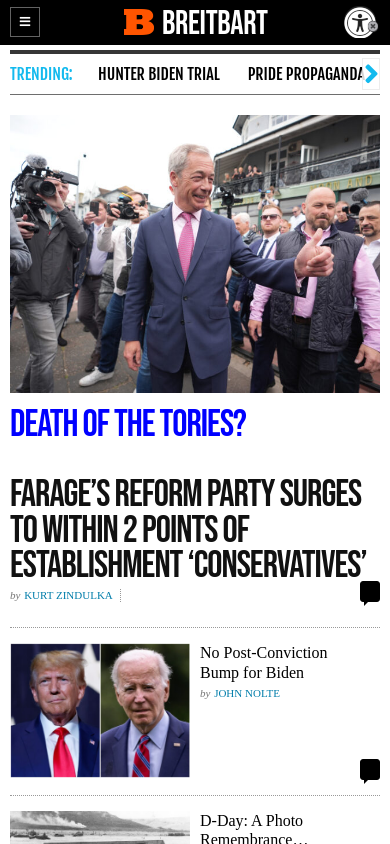 BREITBART
TRENDING: HUNTER BIDEN TRIAL PRIDE PROPAGANDA
DEATH OF THE TORIES?
FARAGE’S REFORM PARTY SURGES
TO WITHIN 2 POINTS OF
ESTABLISHMENT ‘CONSERVATIVES’
by KURT ZINDULKA
No Post-Conviction
Bump for Biden
by JOHN NOLTE
D-Day: A Photo
Remembrance…